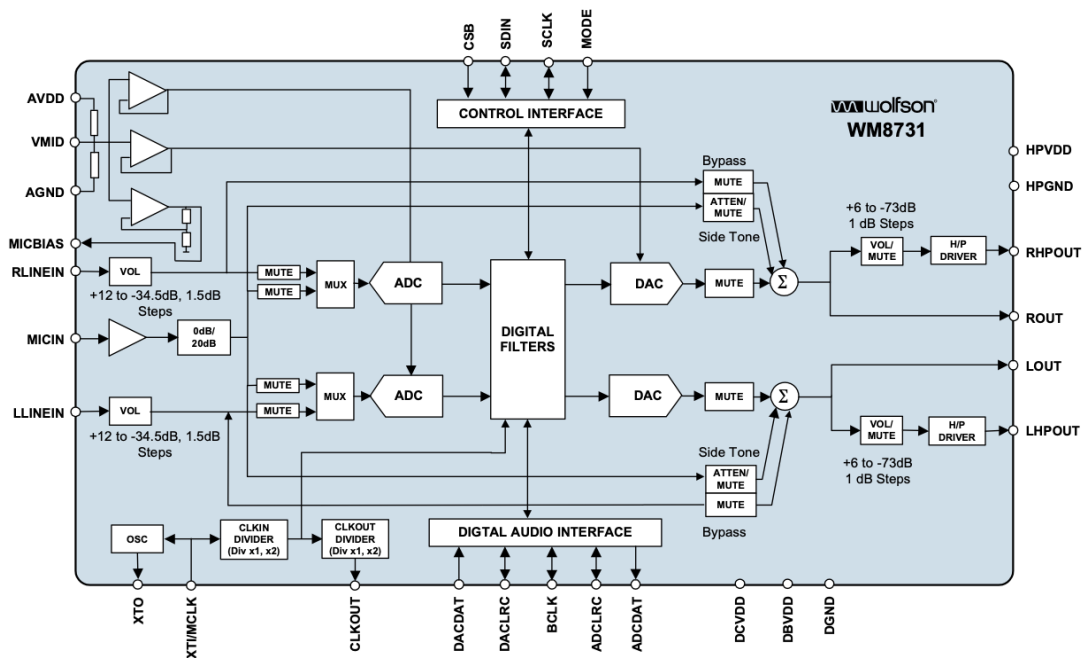 CSB
SDIN
SCLK
MODE
AVDD
VMID
AGND
MICBIAS
RLINEIN
MICIN
LLINEIN
CONTROL INTERFACE
wolfson
WM8731
HPVDD
HPGND
RHPOUT
ROUT
LOUT
LHPOUT
Bypass
MUTE
ATTEN/
MUTE
Side Tone
+6 to -73dB
1 dB Steps
VOL/
MUTE
H/P
DRIVER
VOL
+12 to -34.5dB, 1.5dB
Steps
MUTE
MUTE
MUX
ADC
DIGITAL
FILTERS
DAC
MUTE
Σ
0dB/
20dB
MUTE
MUTE
MUX
ADC
DAC
MUTE
Σ
VOL
+12 to -34.5dB, 1.5dB
Steps
VOL/
MUTE
H/P
DRIVER
+6 to -73dB
1 dB Steps
Side Tone
ATTEN/
MUTE
MUTE
Bypass
OSC
CLKIN
DIVIDER
(Div x1, x2)
CLKOUT
DIVIDER
(Div x1, x2)
DIGTAL AUDIO INTERFACE
XTO
XTI/MCLK
CLKOUT
DACDAT
DACLRC
BCLK
ADCLRC
ADCDAT
DCVDD
DBVDD
DGND